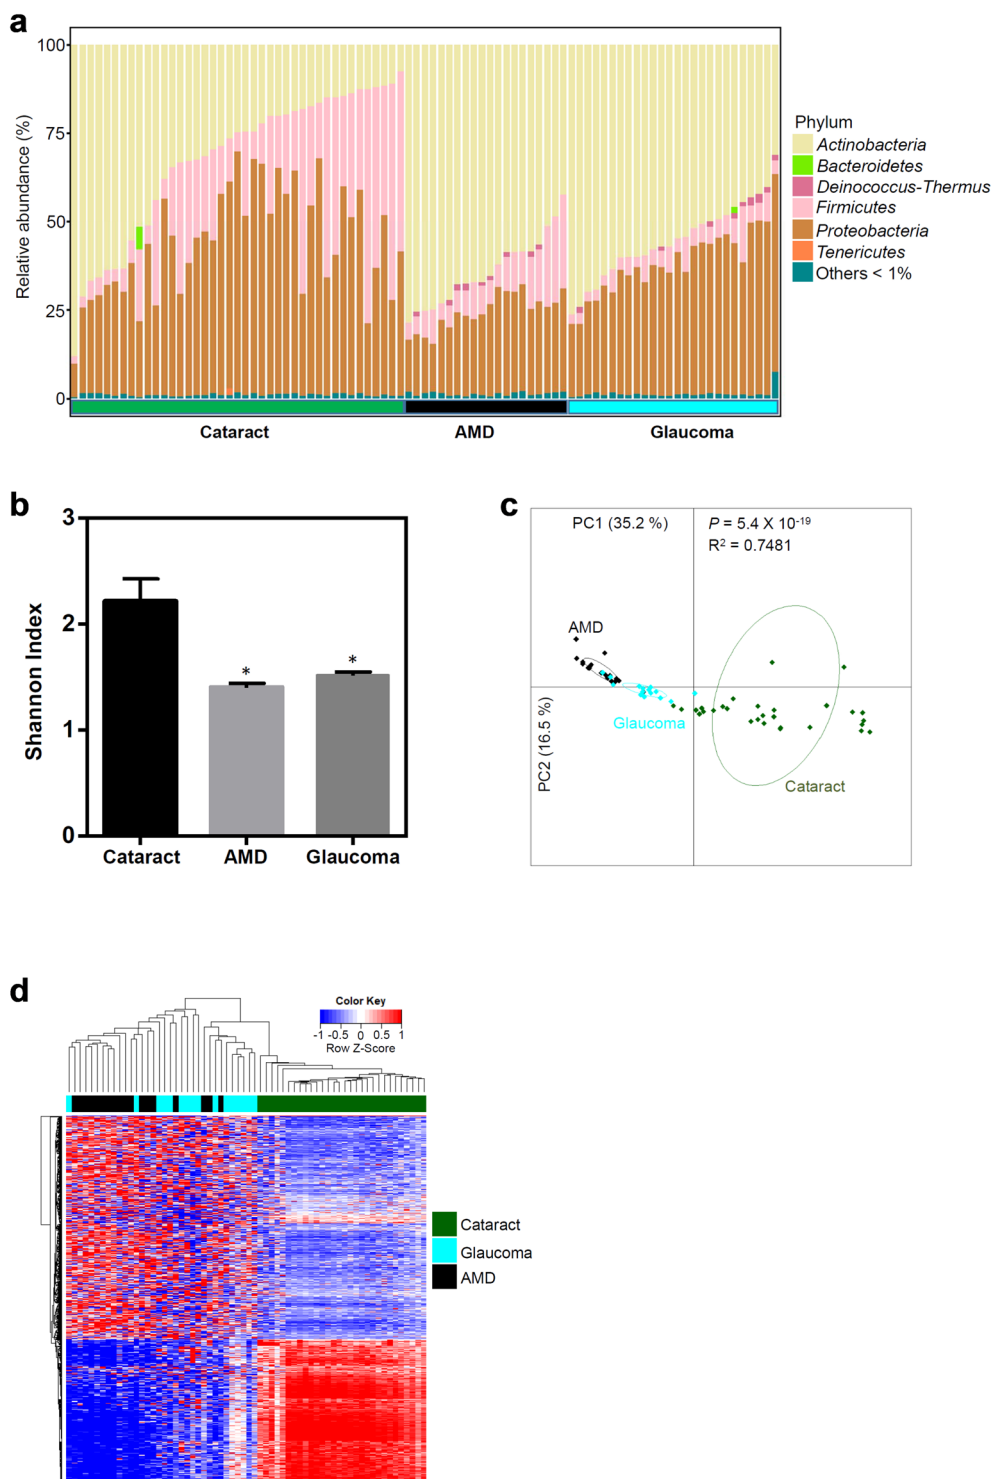 a
Relative abundance (%)
100
75
50
25
0
Cataract AMD Glaucoma
Phylum
Actinobacteria
Bacteroidetes
Deinococcus-Thermus
Firmicutes
Proteobacteria
Tenericutes
Others < 1%
b
Shannon Index
3
2
1
0
* *
Cataract AMD Glaucoma
c
PC1 (35.2 %)
P = 5.4 X 10⁻¹⁹
R² = 0.7481
AMD
Glaucoma
PC2 (16.5 %)
Cataract
d
Color Key
-1 -0.5 0 0.5 1
Row Z-Score
Cataract
Glaucoma
AMD